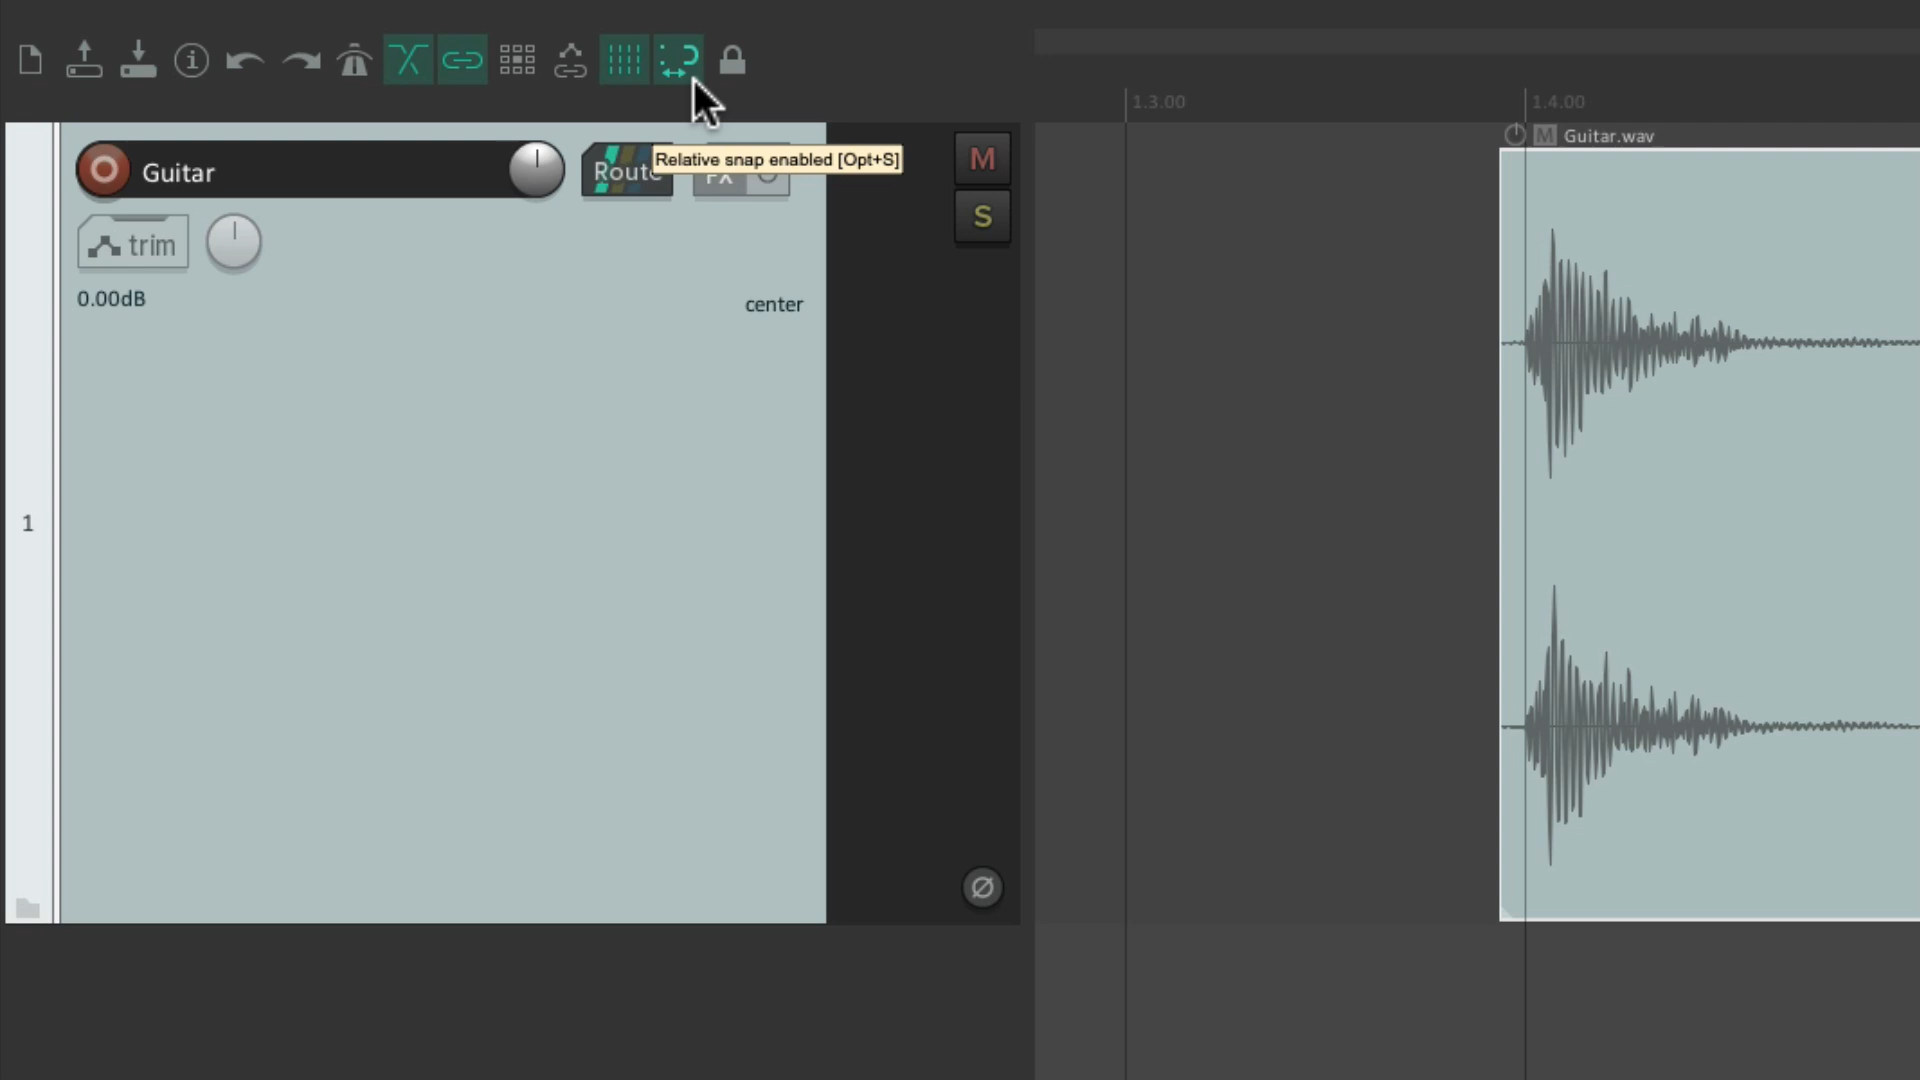 1.3.00
1.4.00
M Guitar.wav
Guitar
Route
Relative snap enabled [Opt+S]
FX
M
S
trim
0.00dB
center
1